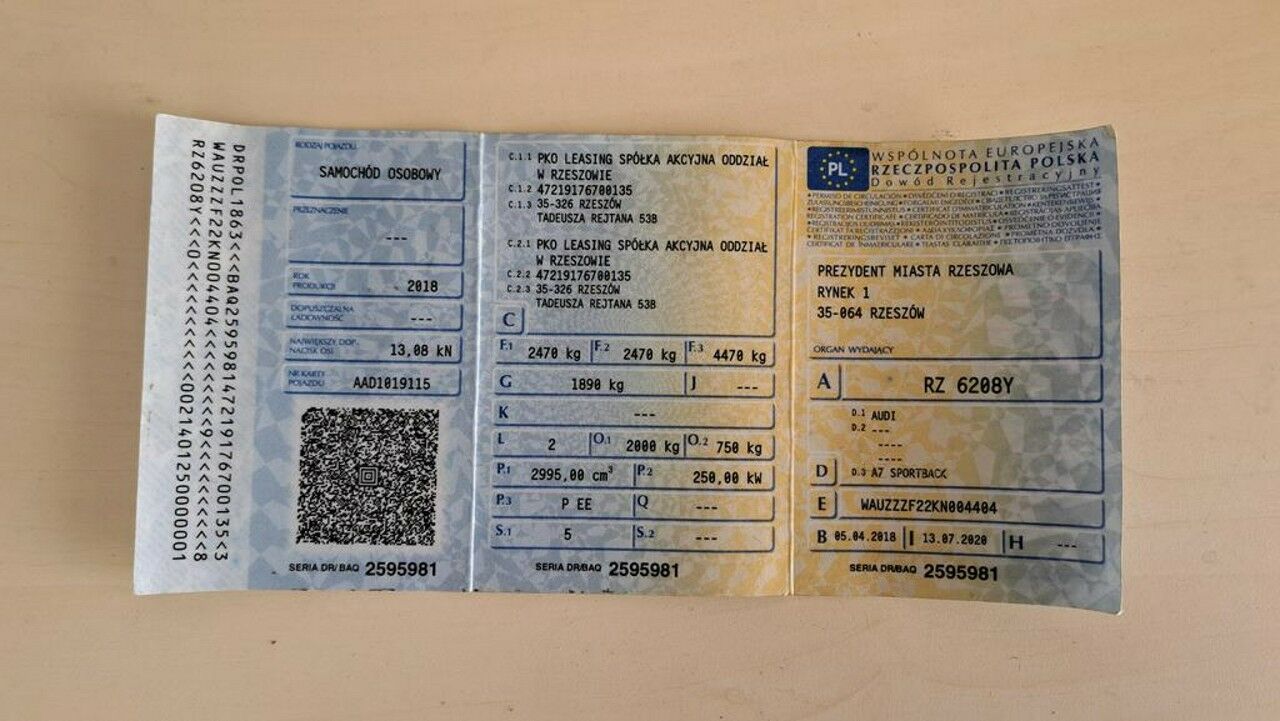 DRPOL1863<<BAQ25959814721917670013​5<3
WAUZZZF22KN004404<<<<<<<9<<<<<<<8
RZ6208Y<<0<<<<<<<<<<<002140125000001
RODZAJ POJAZDU
SAMOCHÓD OSOBOWY
PRZEZNACZENIE
---
ROK
PRODUKCJI 2018
DOPUSZCZALNA
ŁADOWNOŚĆ ---
NAJWIĘKSZY DOP.
NACISK OSI 13,08 kN
NR KARTY
POJAZDU AAD1019115
SERIA DR/BAQ 2595981
C.1.1 PKO LEASING SPÓŁKA AKCYJNA ODDZIAŁ
W RZESZOWIE
C.1.2 47219176700135
C.1.3 35-326 RZESZÓW
TADEUSZA REJTANA 53B
C.2.1 PKO LEASING SPÓŁKA AKCYJNA ODDZIAŁ
W RZESZOWIE
C.2.2 47219176700135
C.2.3 35-326 RZESZÓW
TADEUSZA REJTANA 53B
C
F.1 2470 kg F.2 2470 kg F.3 4470 kg
G 1890 kg J ---
K ---
L 2 O.1 2000 kg O.2 750 kg
P.1 2995,00 cm³ P.2 250,00 kW
P.3 P EE Q ---
S.1 5 S.2 ---
SERIA DR/BAQ 2595981
PL
WSPÓLNOTA EUROPEJSKA
RZECZPOSPOLITA POLSKA
Dowód Rejestracyjny
PREZYDENT MIASTA RZESZOWA
RYNEK 1
35-064 RZESZÓW
ORGAN WYDAJĄCY
A RZ 6208Y
D.1 AUDI
D.2 ---
----
----
D D.3 A7 SPORTBACK
E WAUZZZF22KN004404
B 05.04.2018 I 13.07.2020 H ---
SERIA DR/BAQ 2595981